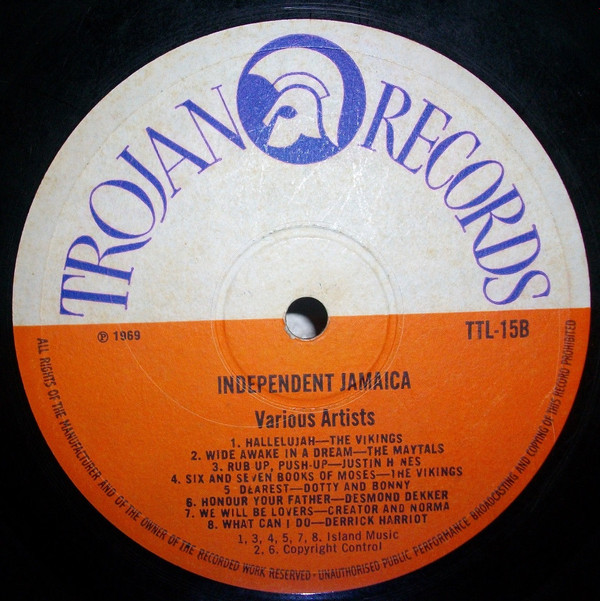 TROJAN RECORDS
℗ 1969
TTL-15B
INDEPENDENT JAMAICA
Various Artists
1. HALLELUJAH—THE VIKINGS
2. WIDE AWAKE IN A DREAM—THE MAYTALS
3. RUB UP, PUSH-UP—JUSTIN H NES
4. SIX AND SEVEN BOOKS OF MOSES—THE VIKINGS
5 DEAREST—DOTTY AND BONNY
6. HONOUR YOUR FATHER—DESMOND DEKKER
7. WE WILL BE LOVERS—CREATOR AND NORMA
8. WHAT CAN I DO—DERRICK HARRIOT
1, 3, 4, 5, 7, 8. Island Music
2, 6. Copyright Control
ALL RIGHTS OF THE MANUFACTURER AND OF THE OWNER OF THE RECORDED WORK RESERVED-UNAUTHORISED PUBLIC PERFORMANCE BROADCASTING AND COPYING OF THIS RECORD PROHIBITED